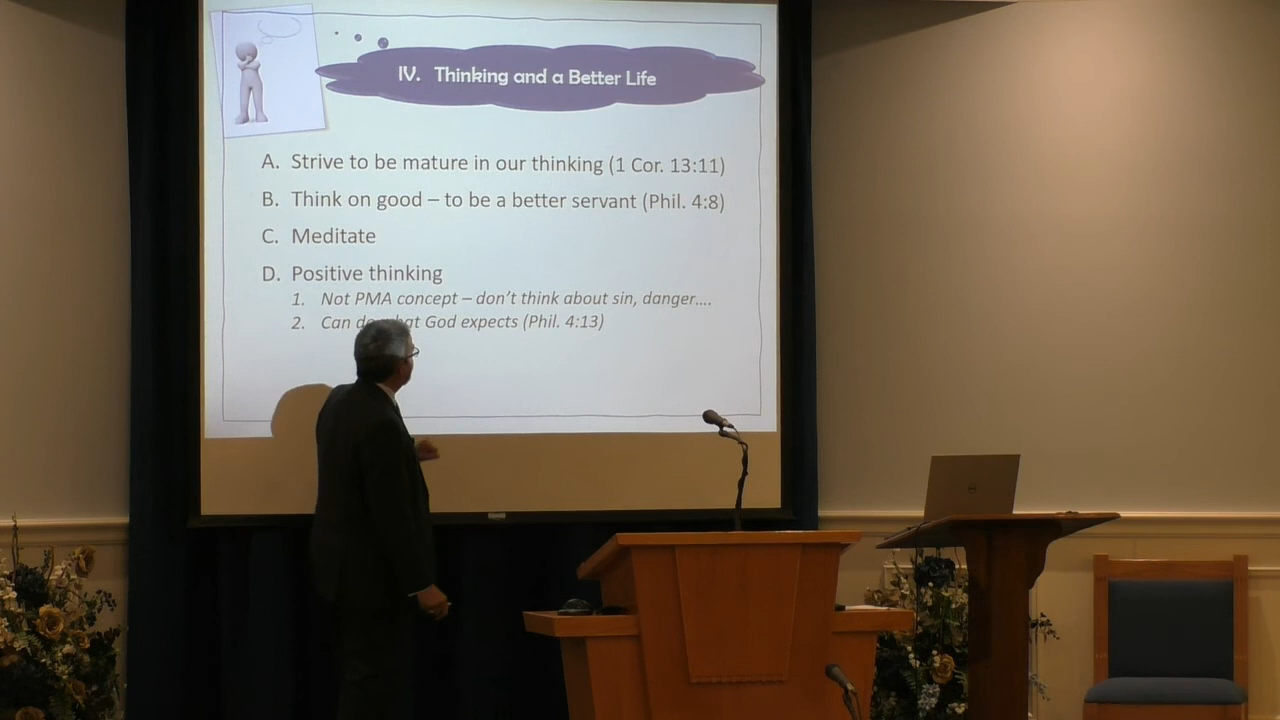 IV. Thinking and a Better Life
A. Strive to be mature in our thinking (1 Cor. 13:11)
B. Think on good – to be a better servant (Phil. 4:8)
C. Meditate
D. Positive thinking
1. Not PMA concept – don't think about sin, danger....
2. Can God expects (Phil. 4:13)